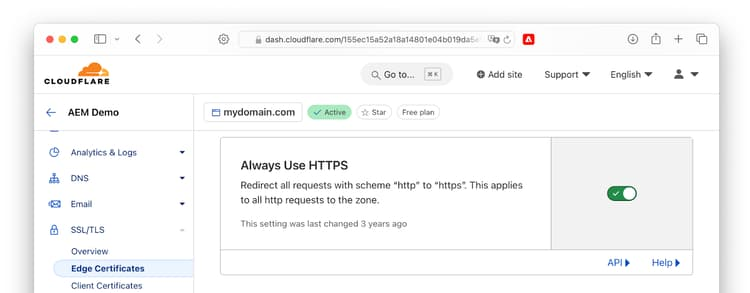 dash.cloudflare.com/155ec15a52a18a14801e04b019da5e
CLOUDFLARE
Go to...
⌘ K
Add site
Support
English
AEM Demo
mydomain.com
Active
Star
Free plan
Analytics & Logs
DNS
Email
SSL/TLS
Overview
Edge Certificates
Client Certificates
Always Use HTTPS
Redirect all requests with scheme “http” to “https”. This applies
to all http requests to the zone.
This setting was last changed 3 years ago
API
Help